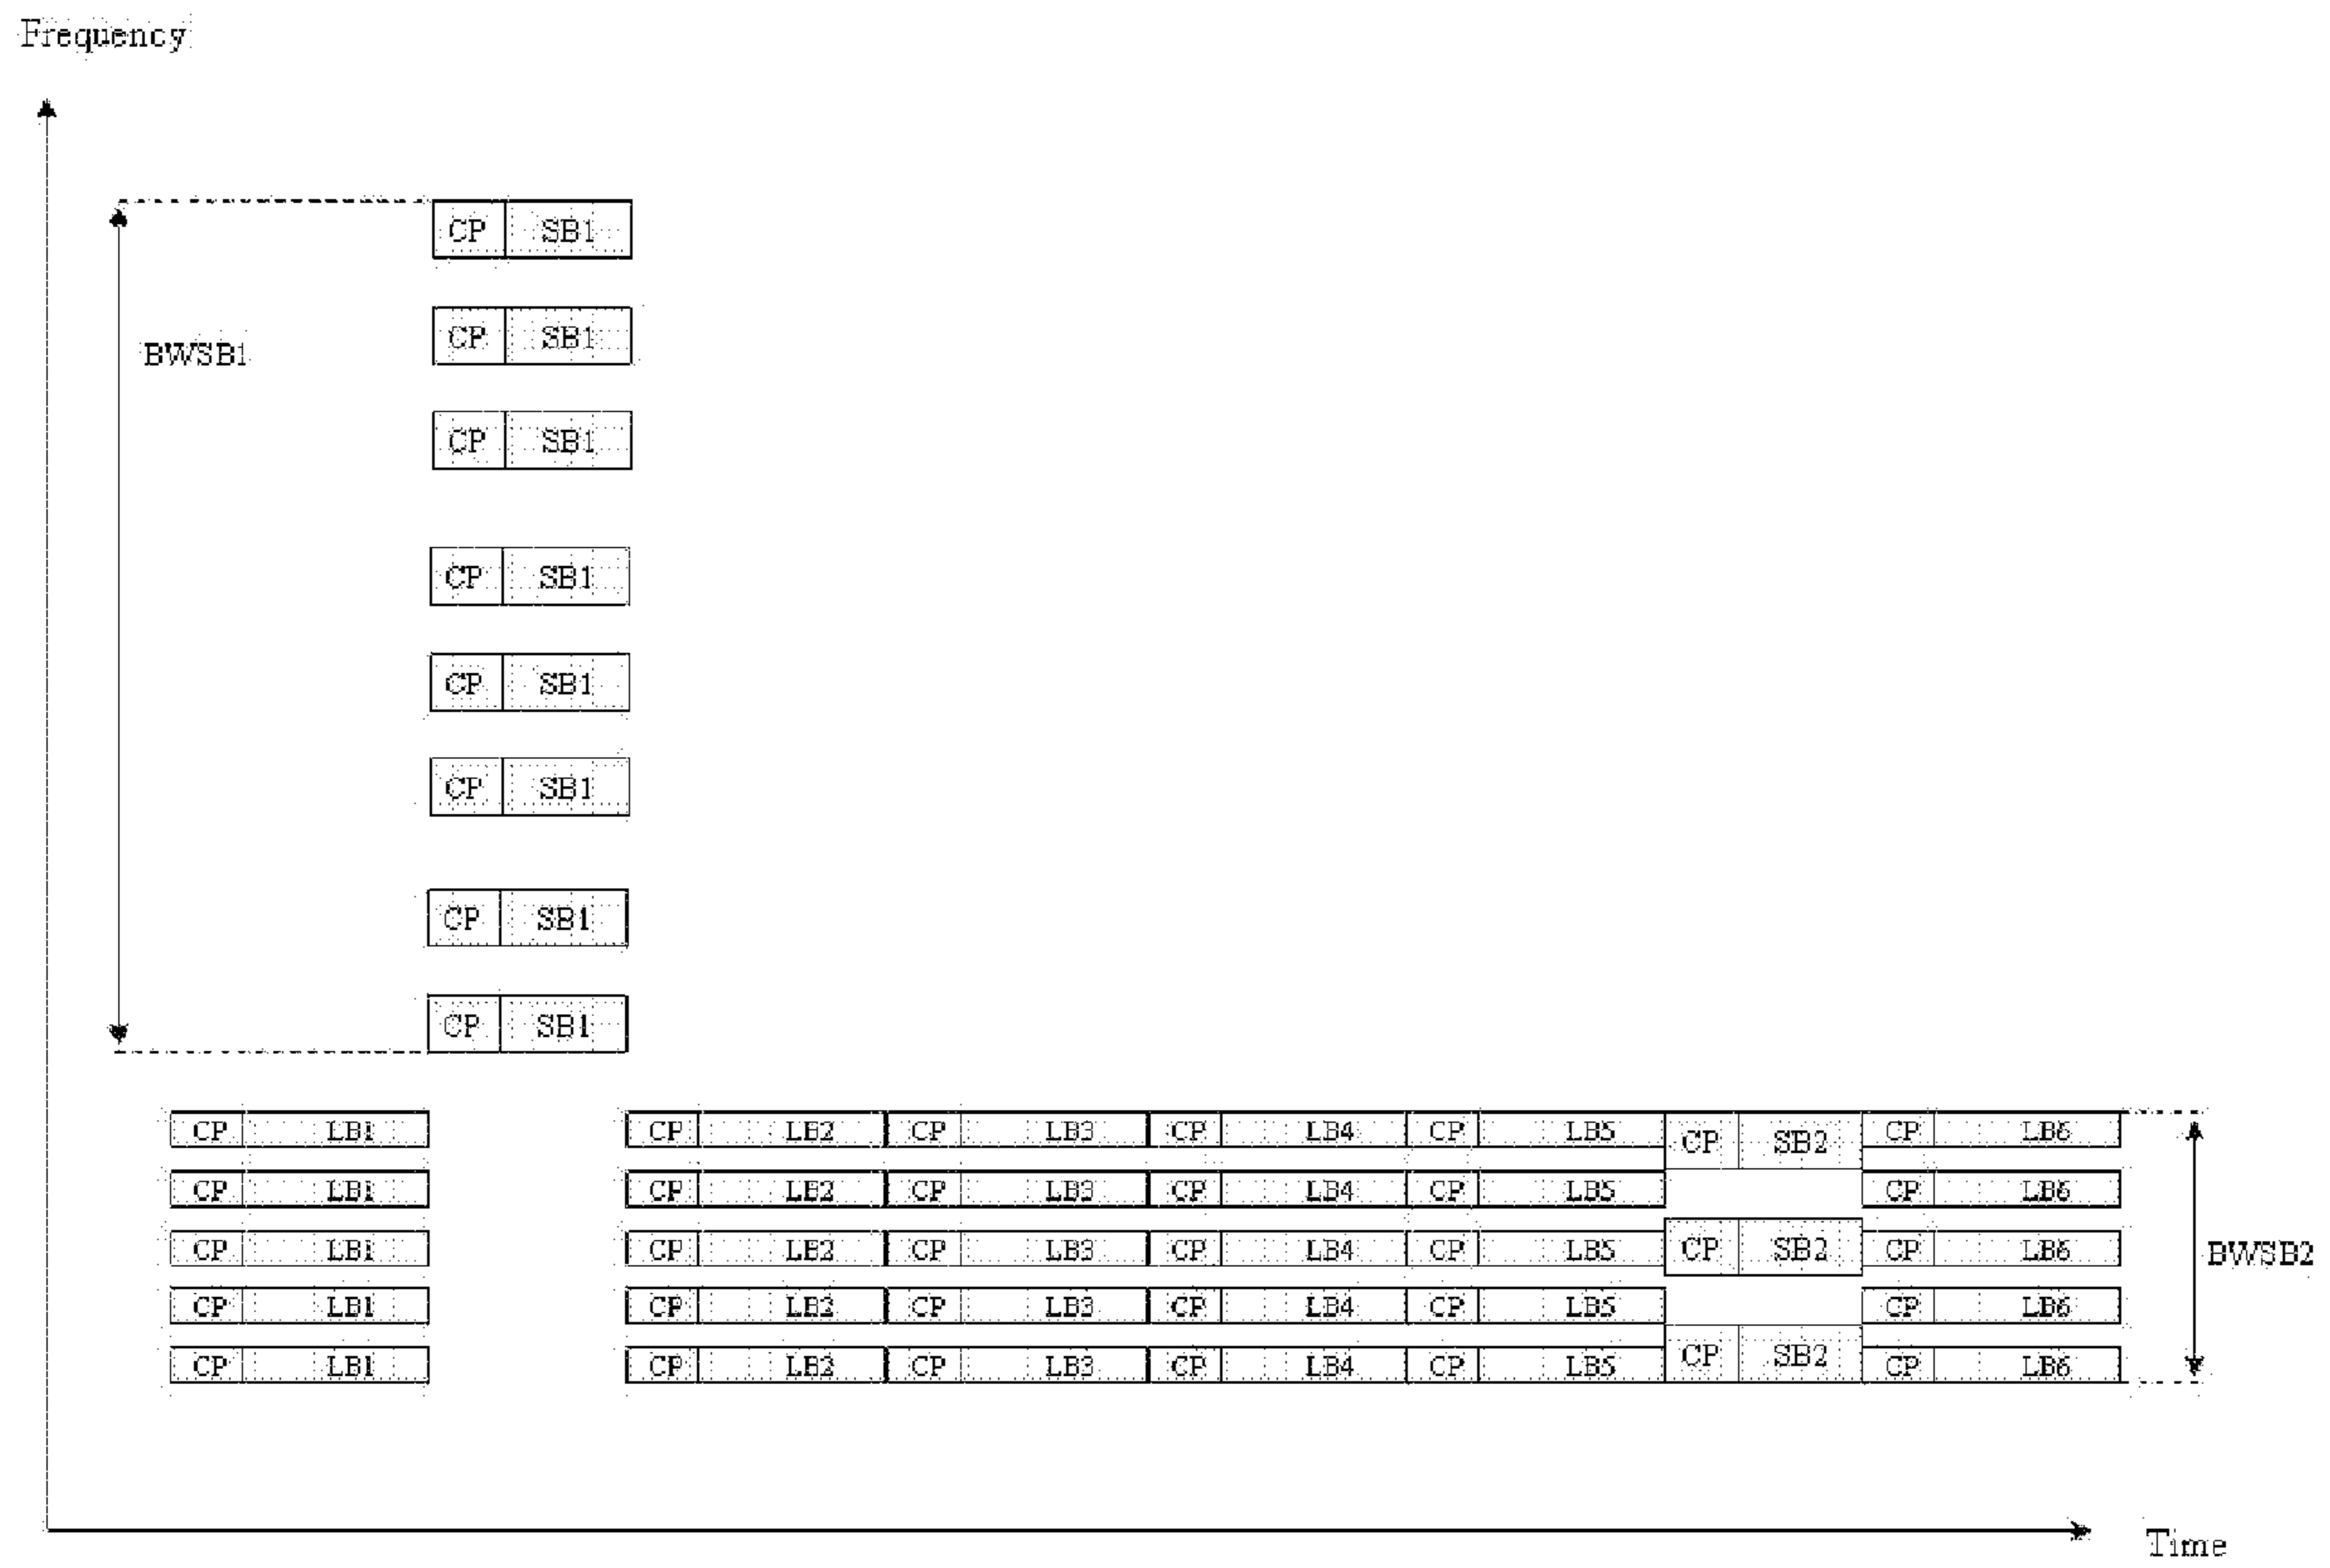 Frequency
CP SB1
CP SB1
BWSB1
CP SB1
CP SB1
CP SB1
CP SB1
CP SB1
CP SB1
CP LB1 CP LB2 CP LB3 CP LB4 CP LB5 CP SB2 CP LB6
CP LB1 CP LB2 CP LB3 CP LB4 CP LB5 CP LB6
CP LB1 CP LB2 CP LB3 CP LB4 CP LB5 CP SB2 CP LB6 BWSB2
CP LB1 CP LB2 CP LB3 CP LB4 CP LB5 CP LB6
CP LB1 CP LB2 CP LB3 CP LB4 CP LB5 CP SB2 CP LB6
Time